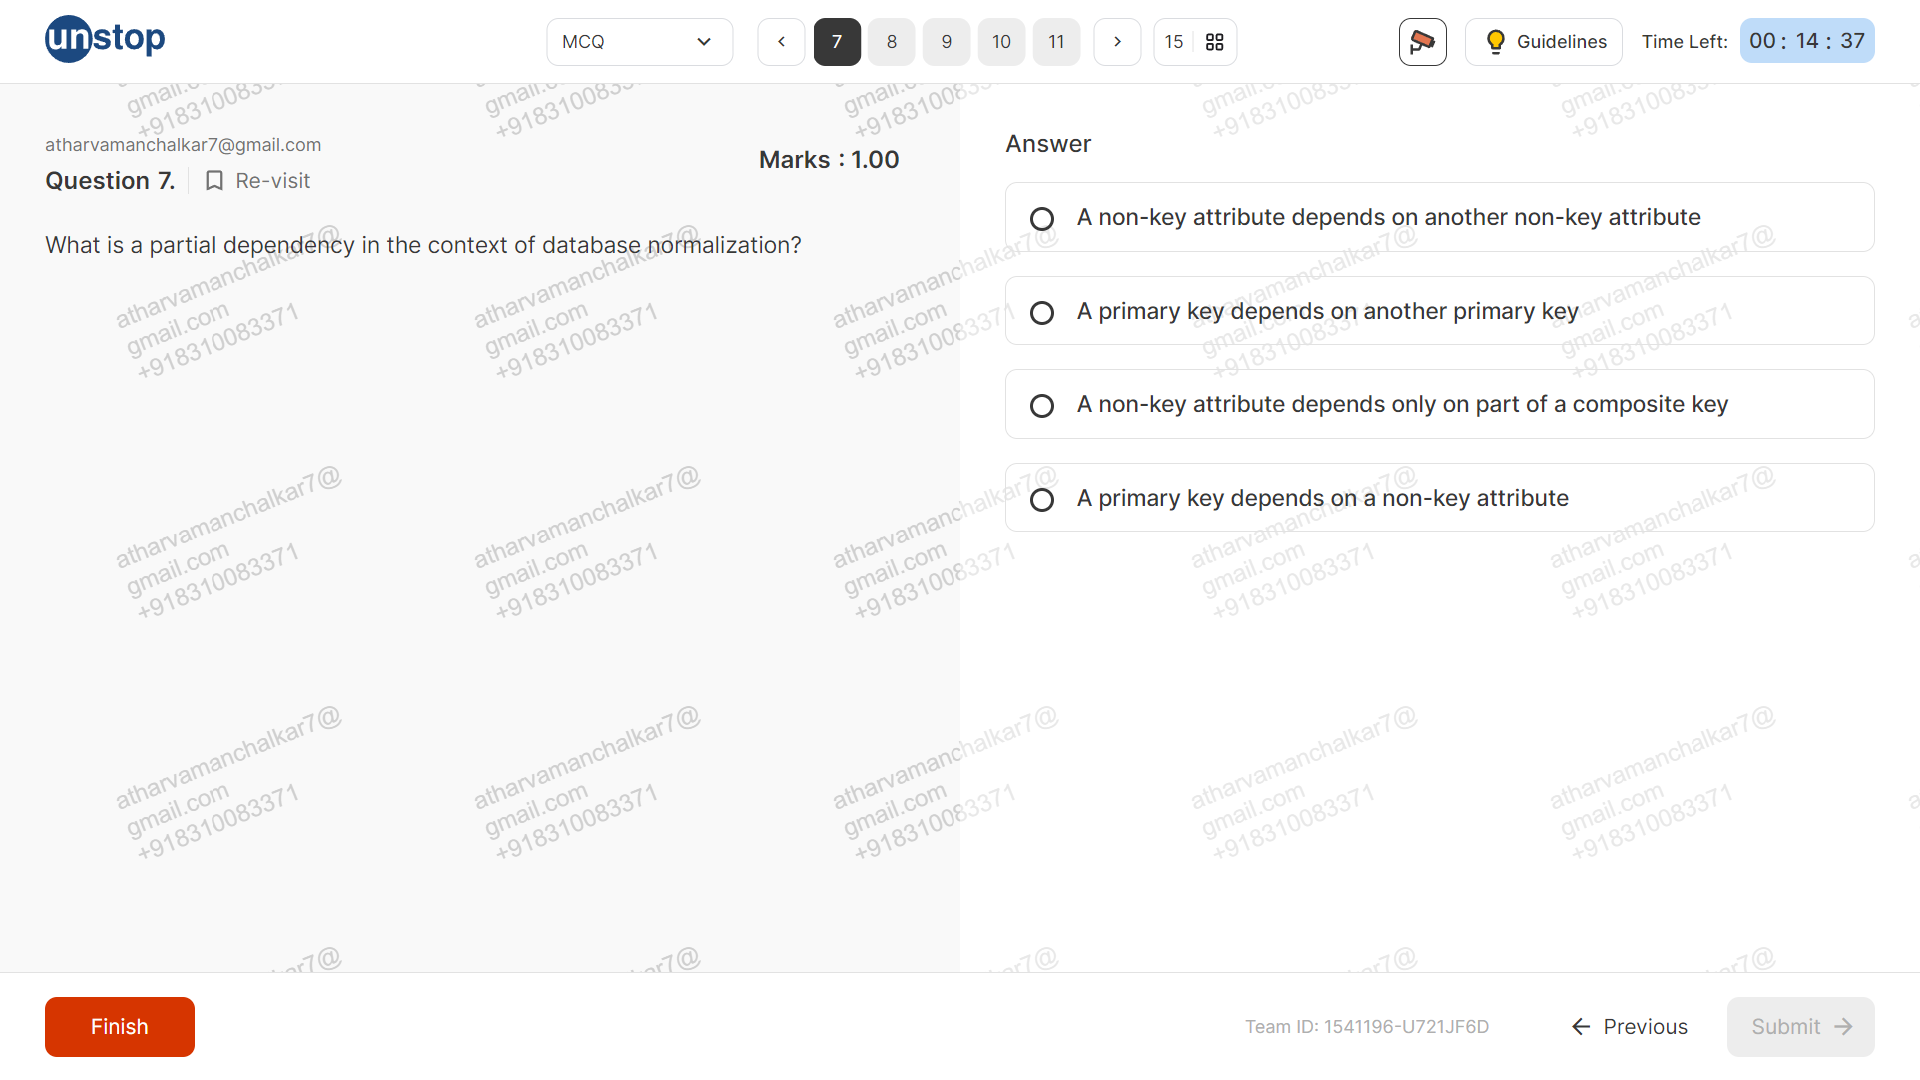 unstop
MCQ
7
8
9
10
11
15
Guidelines
Time Left:
00 : 14 : 37
atharvamanchalkar7@gmail.com
Question 7.
Re-visit
Marks : 1.00
What is a partial dependency in the context of database normalization?
Answer
A non-key attribute depends on another non-key attribute
A primary key depends on another primary key
A non-key attribute depends only on part of a composite key
A primary key depends on a non-key attribute
atharvamanchalkar7@
gmail.com
+918310083371
Finish
Team ID: 1541196-U721JF6D
Previous
Submit